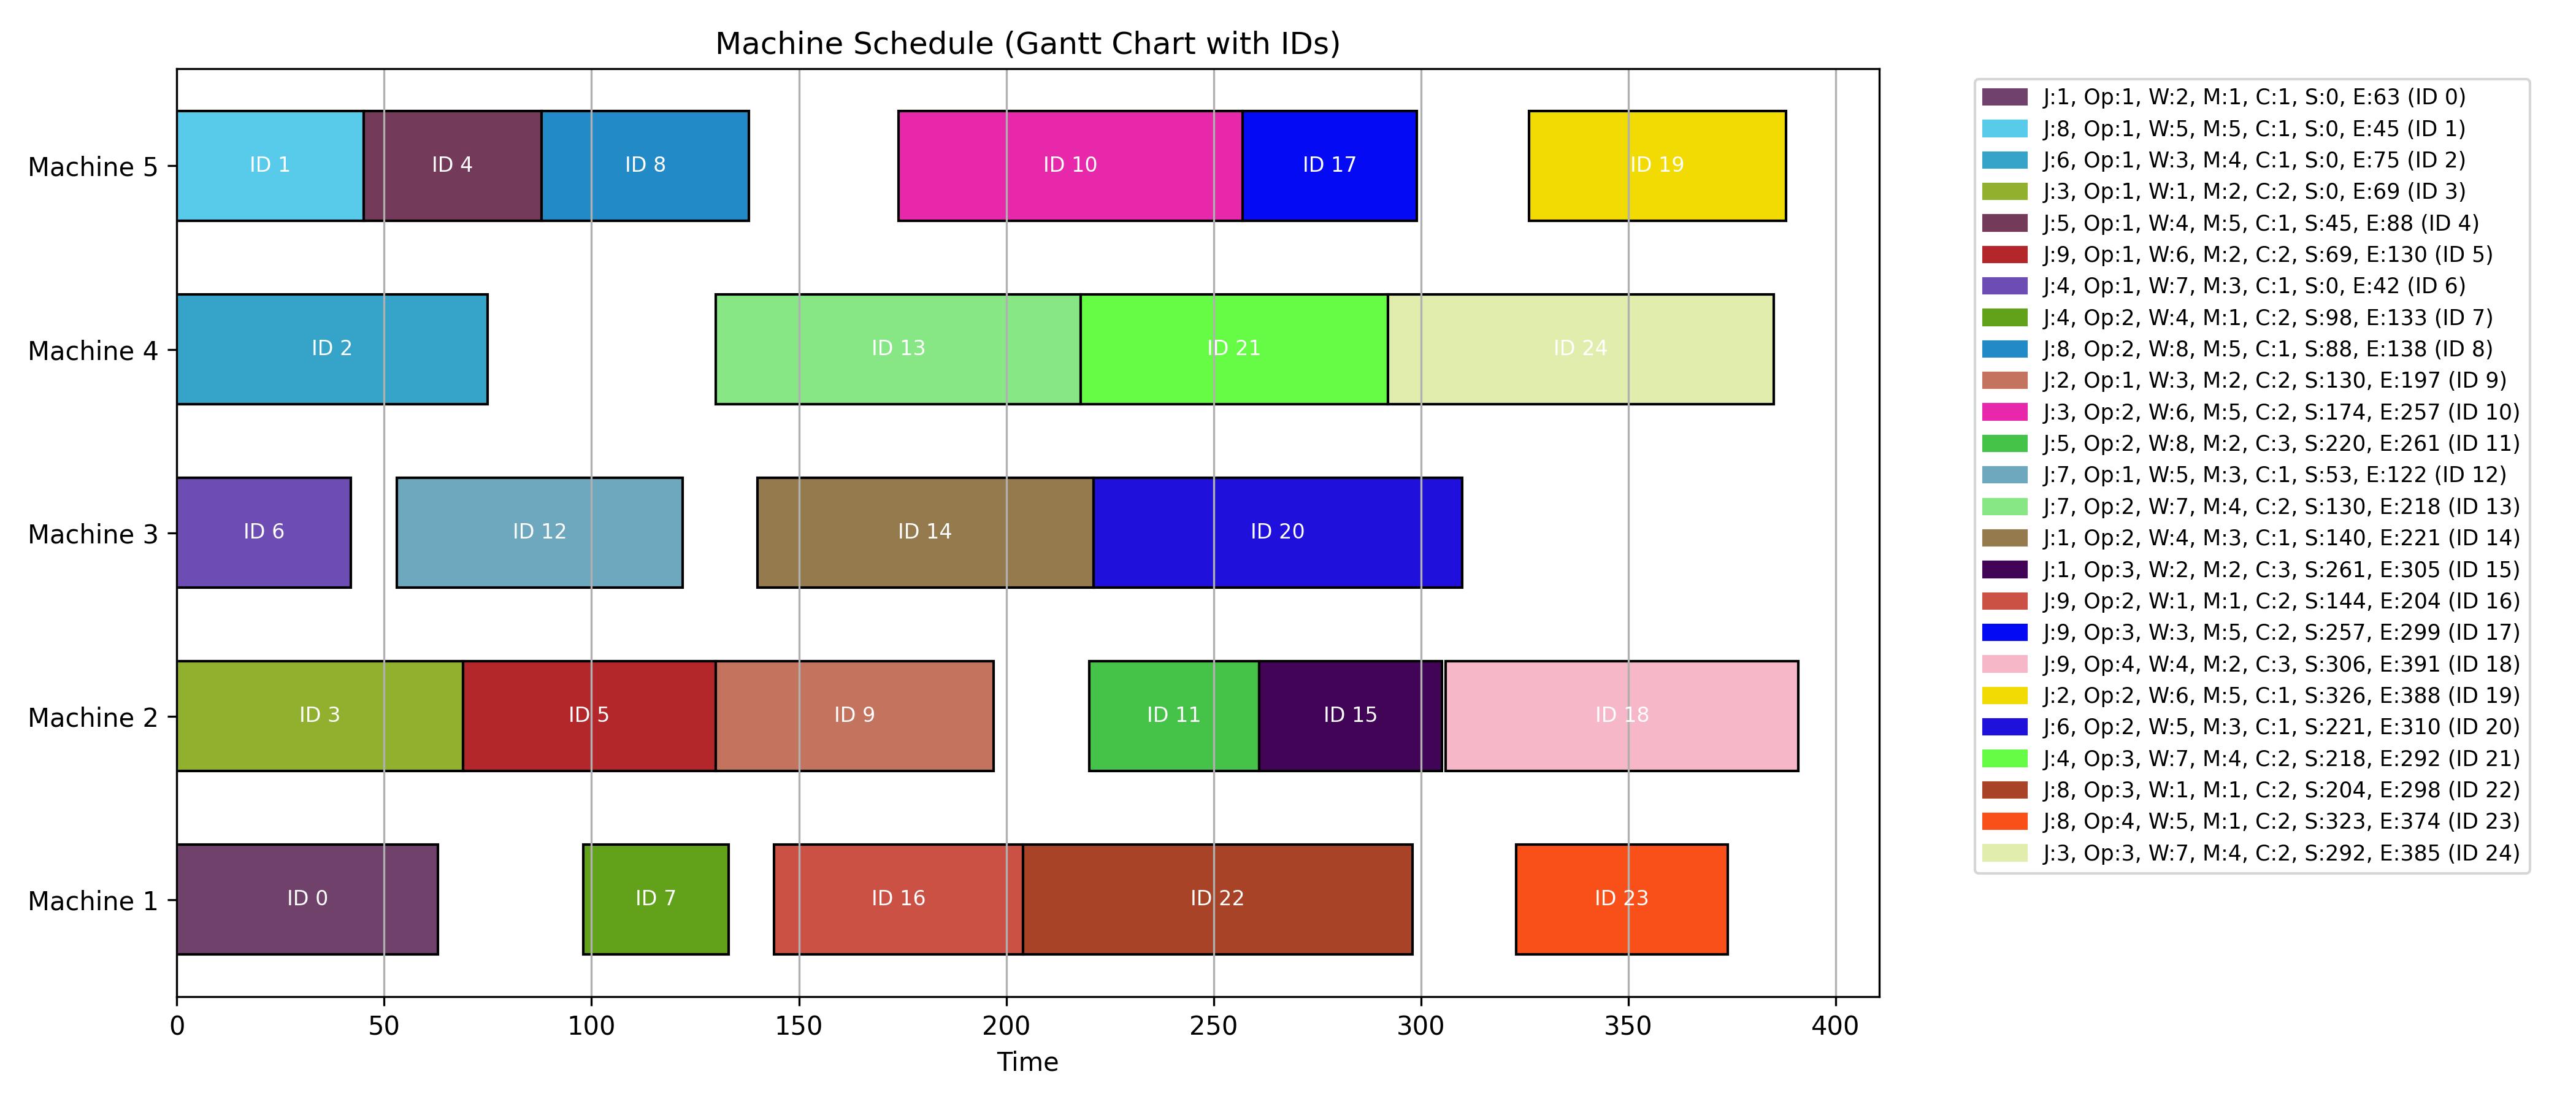 Machine Schedule (Gantt Chart with IDs)
Machine 5
ID 1
ID 4
ID 8
ID 10
ID 17
ID 19
Machine 4
ID 2
ID 13
ID 21
ID 24
Machine 3
ID 6
ID 12
ID 14
ID 20
Machine 2
ID 3
ID 5
ID 9
ID 11
ID 15
ID 18
Machine 1
ID 0
ID 7
ID 16
ID 22
ID 23
0 50 100 150 200 250 300 350 400
Time
J:1, Op:1, W:2, M:1, C:1, S:0, E:63 (ID 0)
J:8, Op:1, W:5, M:5, C:1, S:0, E:45 (ID 1)
J:6, Op:1, W:3, M:4, C:1, S:0, E:75 (ID 2)
J:3, Op:1, W:1, M:2, C:2, S:0, E:69 (ID 3)
J:5, Op:1, W:4, M:5, C:1, S:45, E:88 (ID 4)
J:9, Op:1, W:6, M:2, C:2, S:69, E:130 (ID 5)
J:4, Op:1, W:7, M:3, C:1, S:0, E:42 (ID 6)
J:4, Op:2, W:4, M:1, C:2, S:98, E:133 (ID 7)
J:8, Op:2, W:8, M:5, C:1, S:88, E:138 (ID 8)
J:2, Op:1, W:3, M:2, C:2, S:130, E:197 (ID 9)
J:3, Op:2, W:6, M:5, C:2, S:174, E:257 (ID 10)
J:5, Op:2, W:8, M:2, C:3, S:220, E:261 (ID 11)
J:7, Op:1, W:5, M:3, C:1, S:53, E:122 (ID 12)
J:7, Op:2, W:7, M:4, C:2, S:130, E:218 (ID 13)
J:1, Op:2, W:4, M:3, C:1, S:140, E:221 (ID 14)
J:1, Op:3, W:2, M:2, C:3, S:261, E:305 (ID 15)
J:9, Op:2, W:1, M:1, C:2, S:144, E:204 (ID 16)
J:9, Op:3, W:3, M:5, C:2, S:257, E:299 (ID 17)
J:9, Op:4, W:4, M:2, C:3, S:306, E:391 (ID 18)
J:2, Op:2, W:6, M:5, C:1, S:326, E:388 (ID 19)
J:6, Op:2, W:5, M:3, C:1, S:221, E:310 (ID 20)
J:4, Op:3, W:7, M:4, C:2, S:218, E:292 (ID 21)
J:8, Op:3, W:1, M:1, C:2, S:204, E:298 (ID 22)
J:8, Op:4, W:5, M:1, C:2, S:323, E:374 (ID 23)
J:3, Op:3, W:7, M:4, C:2, S:292, E:385 (ID 24)